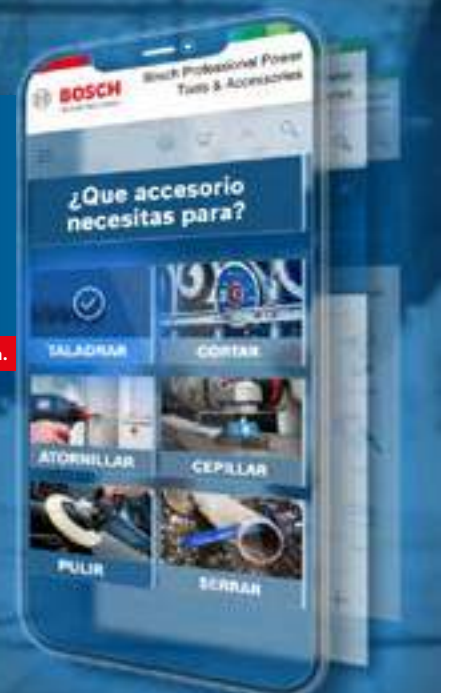 BOSCH
Bosch Professional Power
Tools & Accessories
¿Que accesorio
necesitas para?
TALADRAR
CORTAR
ATORNILLAR
CEPILLAR
PULIR
SERRAR